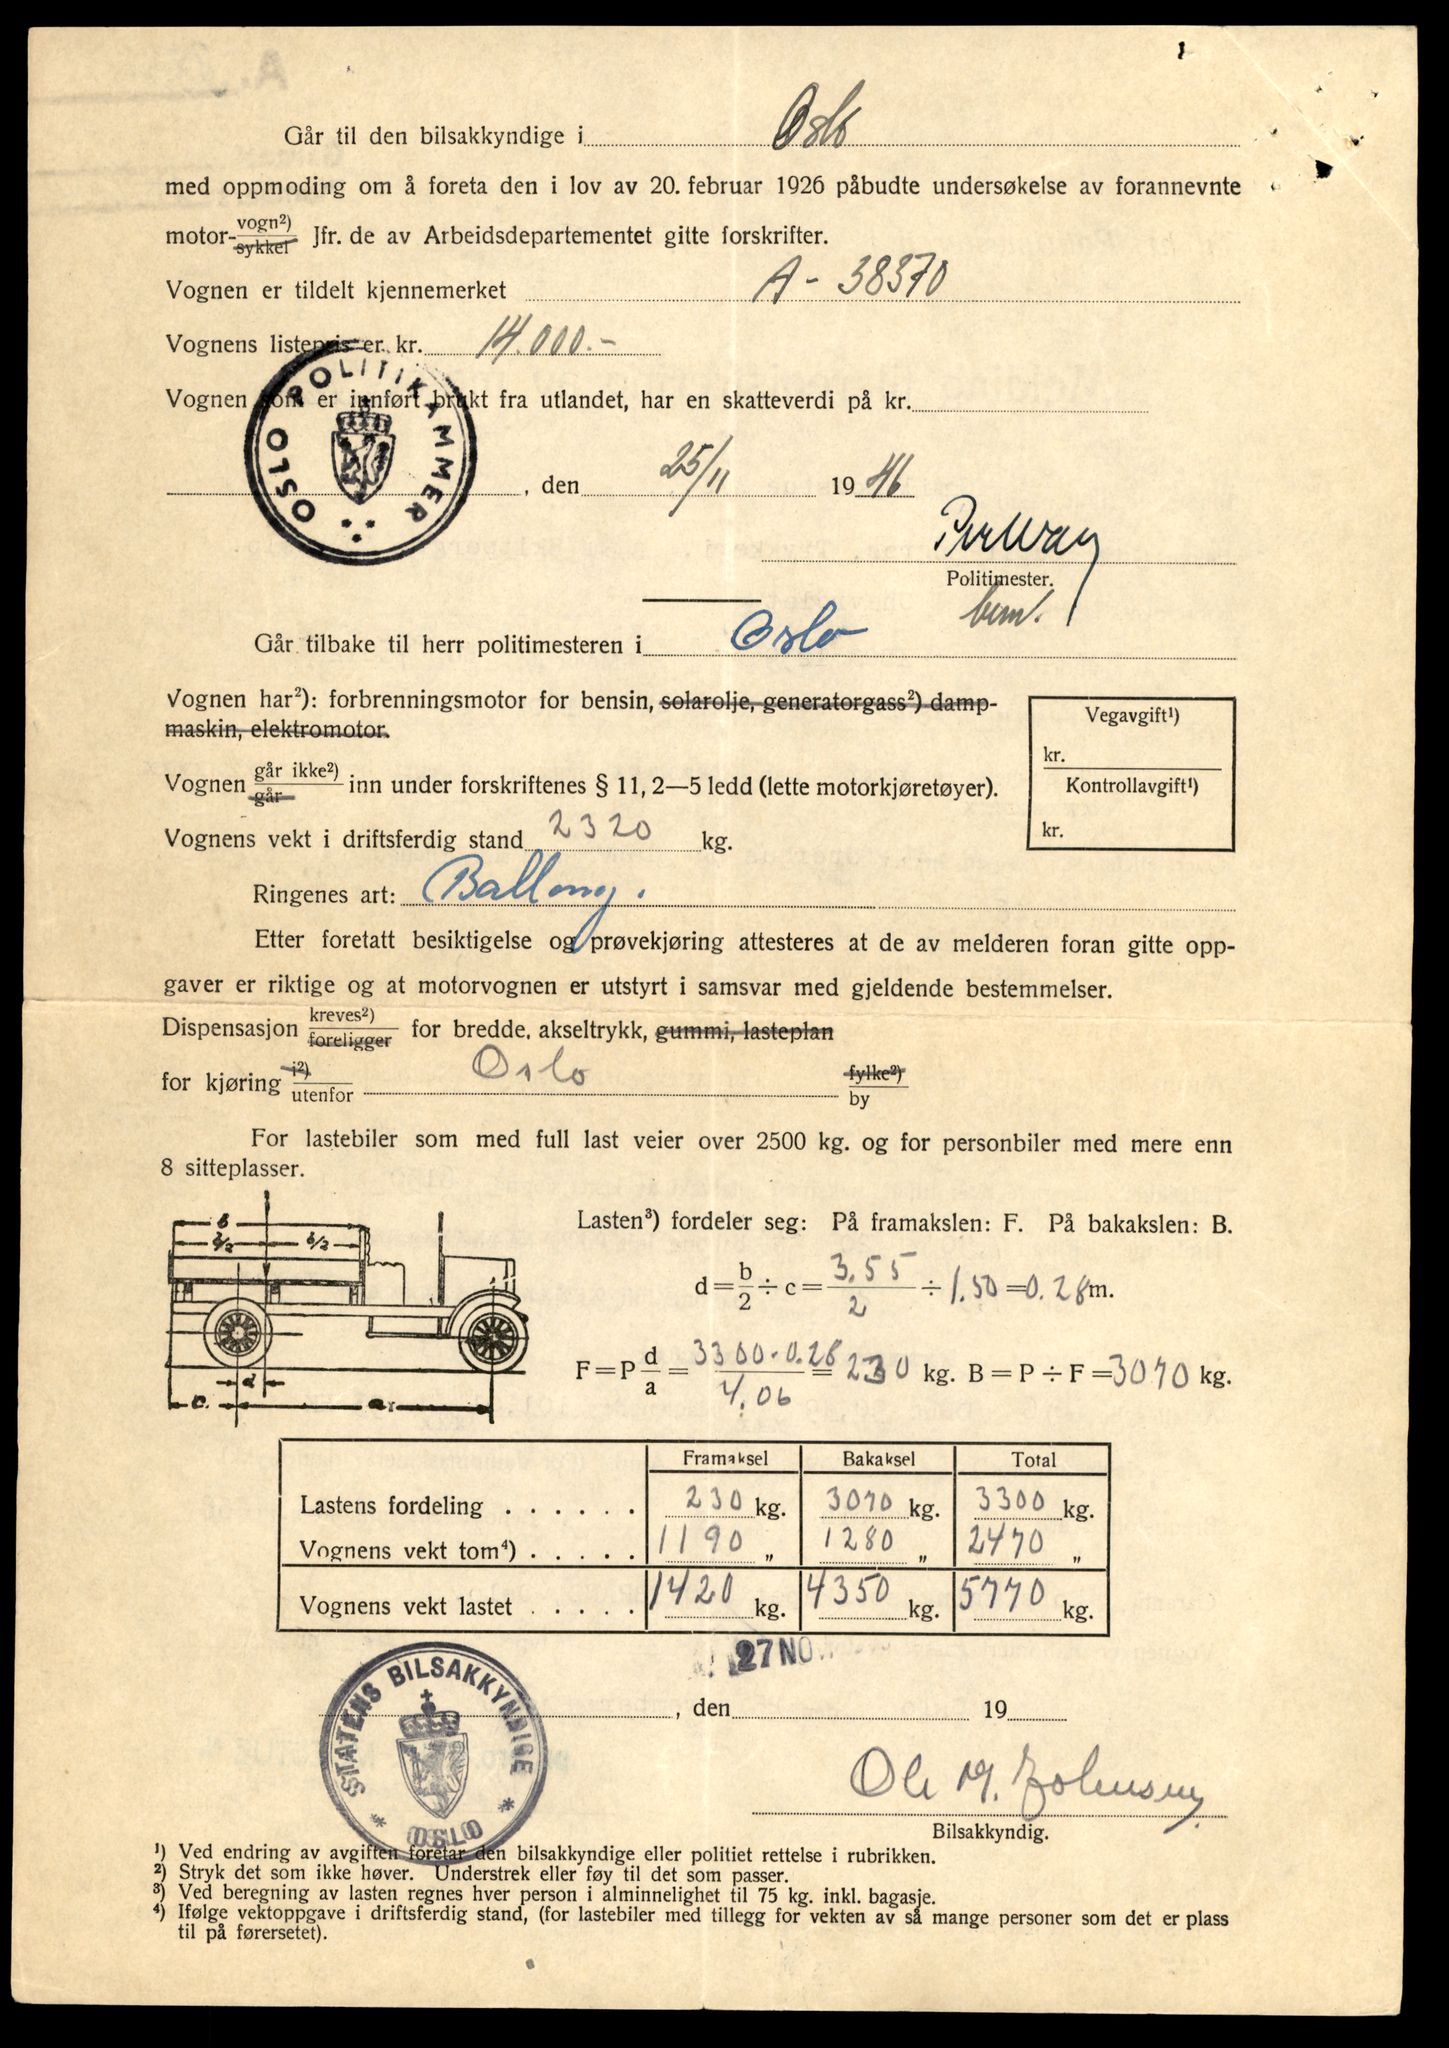 Går til den bilsakkyndige i Oslo
med oppmoding om å foreta den i lov av 20. februar 1926 påbudte undersøkelse av forannevnte
motor-vogn²) sykkel Jfr. de av Arbeidsdepartementet gitte forskrifter.
Vognen er tildelt kjennemerket A - 38370
Vognens listepris er kr. 14.000.-
Vognen som er innført brukt fra utlandet, har en skatteverdi på kr.
OSLO POLITIKAMMER
, den 25/11 1946
Politimester.
Går tilbake til herr politimesteren i Oslo
Vognen har²): forbrenningsmotor for bensin, solarolje, generatorgass²) damp-
maskin, elektromotor.
Vegavgift¹)
kr.
Kontrollavgift¹)
kr.
Vognen går ikke²) går inn under forskriftenes § 11, 2—5 ledd (lette motorkjøretøyer).
Vognens vekt i driftsferdig stand 2320 kg.
Ringenes art: Ballong.
Etter foretatt besiktigelse og prøvekjøring attesteres at de av melderen foran gitte opp-
gaver er riktige og at motorvognen er utstyrt i samsvar med gjeldende bestemmelser.
Dispensasjon kreves²) foreligger for bredde, akseltrykk, gummi, lasteplan
for kjøring i²) utenfor Oslo fylke²) by
For lastebiler som med full last veier over 2500 kg. og for personbiler med mere enn
8 sitteplasser.
Lasten³) fordeler seg: På framakslen: F. På bakakslen: B.
b
b/2 b/2
d = b/2 ÷ c = 3,55/2 ÷ 1.50 = 0.28 m.
F = P d/a = 3300 · 0.28/4.06 = 230 kg. B = P ÷ F = 3070 kg.
c. d a
Framaksel Bakaksel Total
Lastens fordeling . . . . . . 230 kg. 3070 kg. 3300 kg.
Vognens vekt tom⁴) . . . . . 1190 „ 1280 „ 2470 „
Vognens vekt lastet . . . . . 1420 kg. 4350 kg. 5770 kg.
27 NO
, den 19
STATENS BILSAKKYNDIGE
* OSLO *
Ole M. Johnsen
Bilsakkyndig.
¹) Ved endring av avgiften foretar den bilsakkyndige eller politiet rettelse i rubrikken.
²) Stryk det som ikke høver. Understrek eller føy til det som passer.
³) Ved beregning av lasten regnes hver person i alminnelighet til 75 kg. inkl. bagasje.
⁴) Ifølge vektoppgave i driftsferdig stand, (for lastebiler med tillegg for vekten av så mange personer som det er plass
til på førersetet).